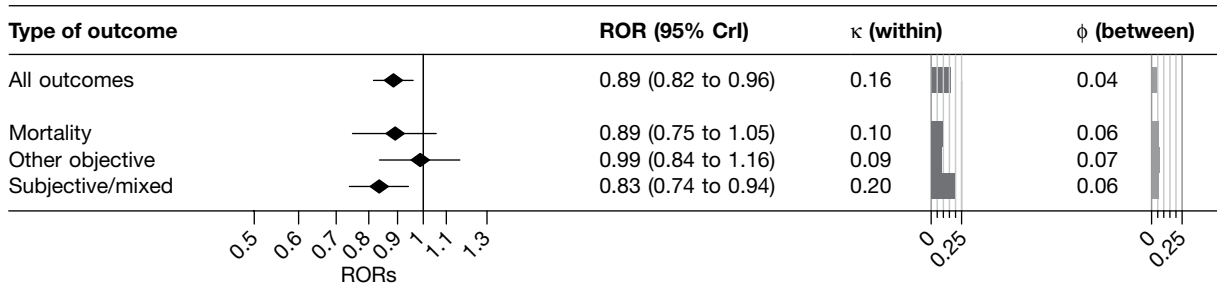 Type of outcome ROR (95% CrI) κ (within) ϕ (between)
All outcomes 0.89 (0.82 to 0.96) 0.16 0.04
Mortality 0.89 (0.75 to 1.05) 0.10 0.06
Other objective 0.99 (0.84 to 1.16) 0.09 0.07
Subjective/mixed 0.83 (0.74 to 0.94) 0.20 0.06
0.5 0.6 0.7 0.8 0.9 1 1.1 1.3 0 0.25 0 0.25
RORs